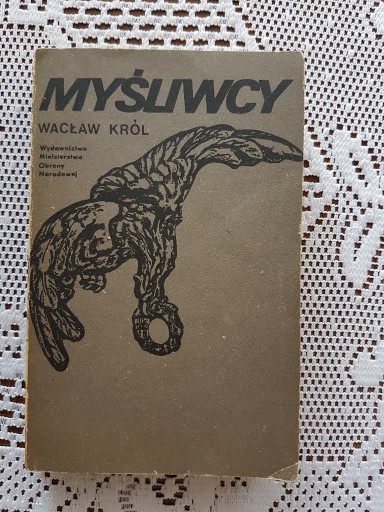 MYŚLIWCY
WACŁAW KRÓL
Wydawnictwo
Ministerstwa
Obrony
Narodowej